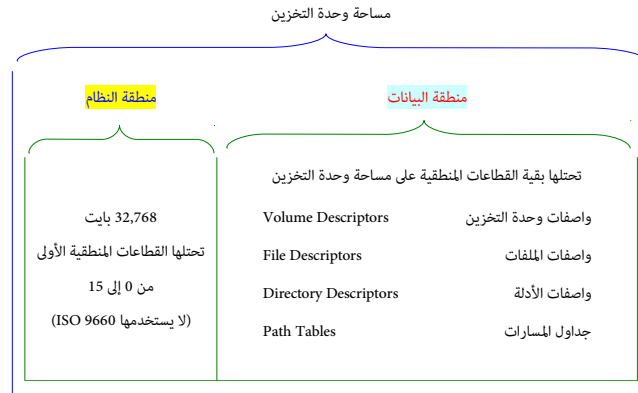 مساحة وحدة التخزين
منطقة النظام
منطقة البيانات
32,768 بايت
تحتلها القطاعات المنطقية الأولى
من 0 إلى 15
(لا يستخدمها ISO 9660)
تحتلها بقية القطاعات المنطقية على مساحة وحدة التخزين
واصفات وحدة التخزين Volume Descriptors
واصفات الملفات File Descriptors
واصفات الأدلة Directory Descriptors
جداول المسارات Path Tables